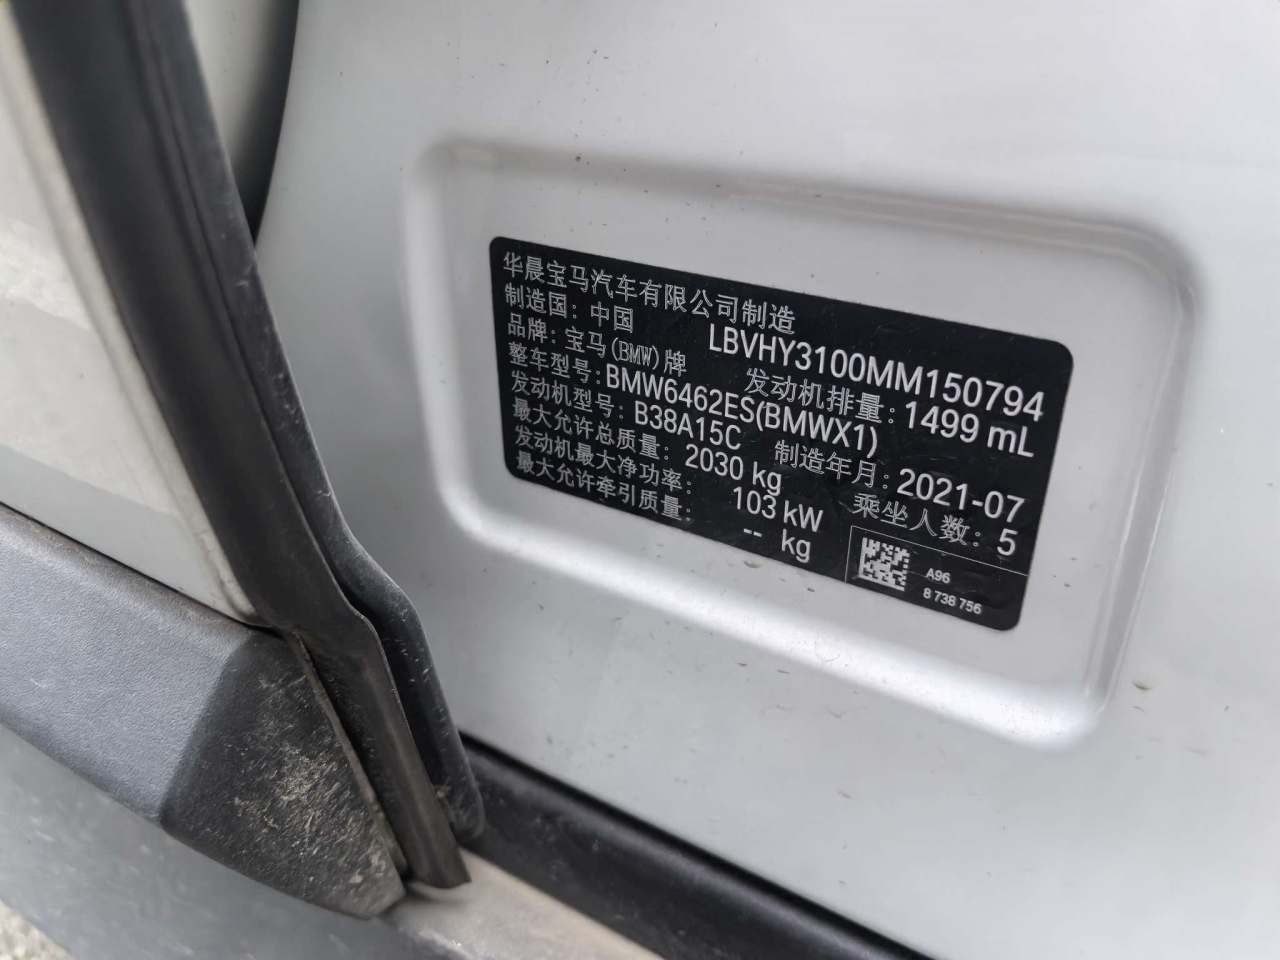 华晨宝马汽车有限公司制造
制造国：中国 LBVHY3100MM150794
品牌：宝马(BMW)牌 发动机排量：1499 mL
整车型号：BMW6462ES(BMWX1)
发动机型号：B38A15C 制造年月：2021-07
最大允许总质量：2030 kg 乘坐人数：5
发动机最大净功率：103 kW
最大允许牵引质量：-- kg
A96
8 738 756